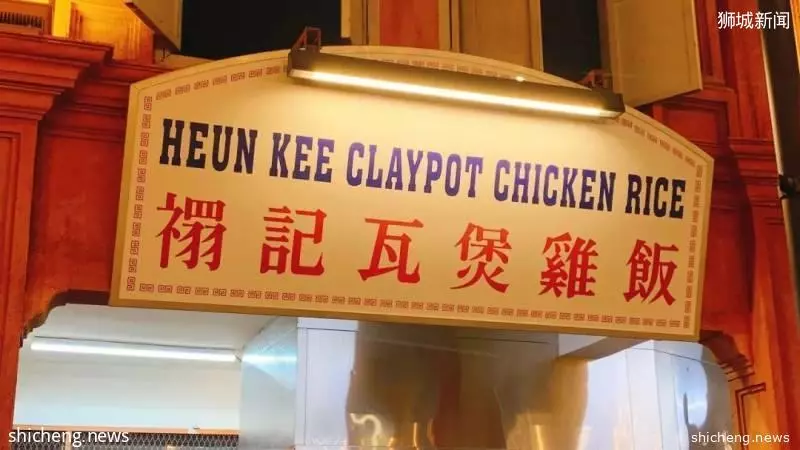 狮城新闻
HEUN KEE CLAYPOT CHICKEN RICE
禤記瓦煲雞飯
shicheng.news
shicheng.news